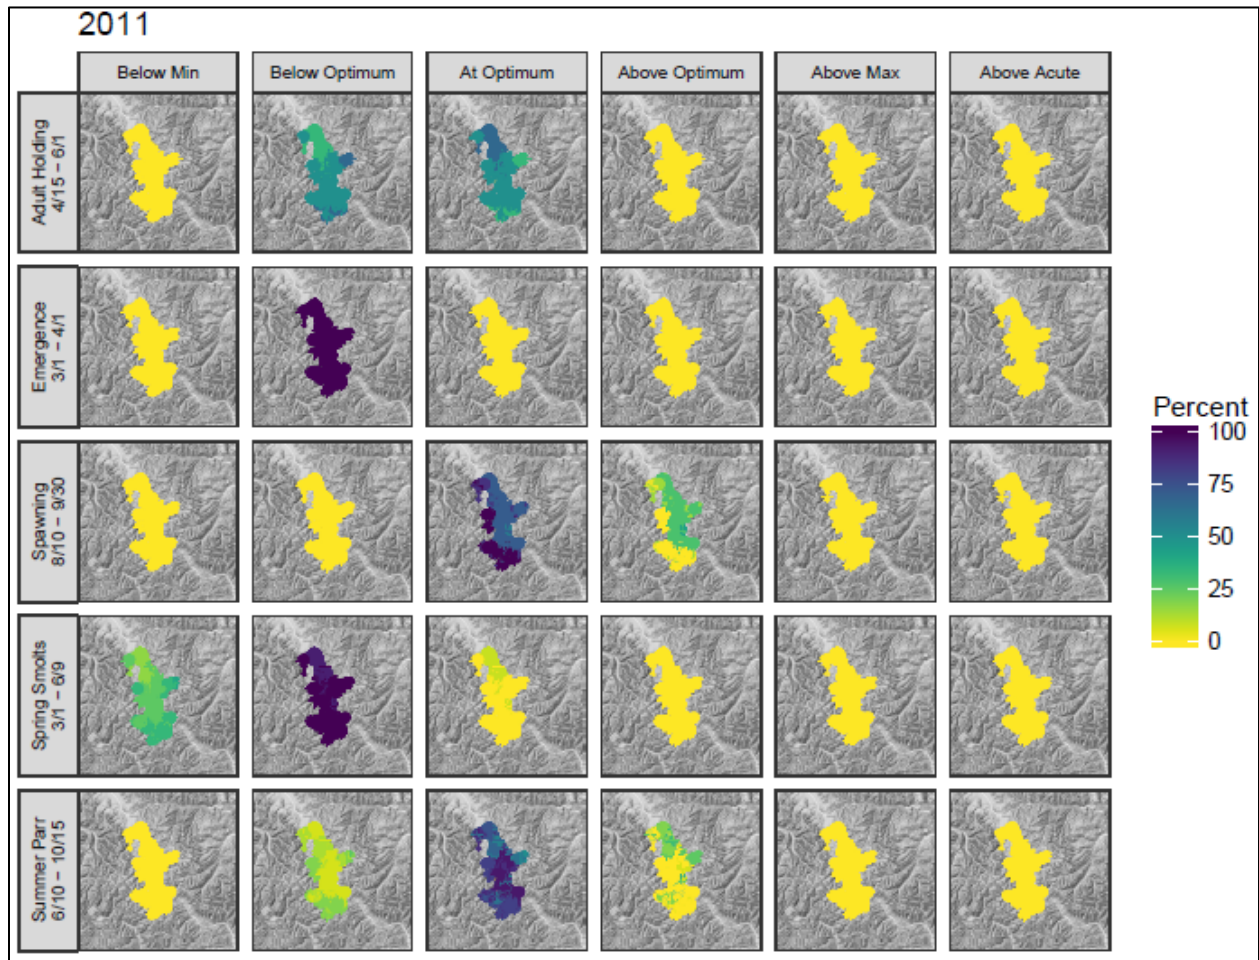 2011
Below Min
Below Optimum
At Optimum
Above Optimum
Above Max
Above Acute
Adult Holding
4/15 – 6/1
Emergence
3/1 – 4/1
Spawning
8/10 – 9/30
Spring Smolts
3/1 – 6/9
Summer Parr
6/10 – 10/15
Percent
100
75
50
25
0